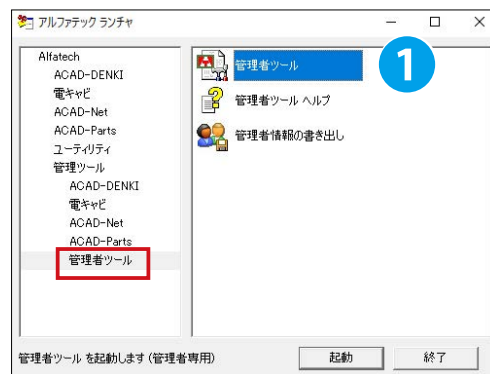 アルファテック ランチャ
Alfatech
ACAD-DENKI
電キャビ
ACAD-Net
ACAD-Parts
ユーティリティ
管理ツール
ACAD-DENKI
電キャビ
ACAD-Net
ACAD-Parts
管理者ツール
管理者ツール
1
管理者ツール ヘルプ
管理者情報の書き出し
管理者ツール を起動します (管理者専用)
起動
終了